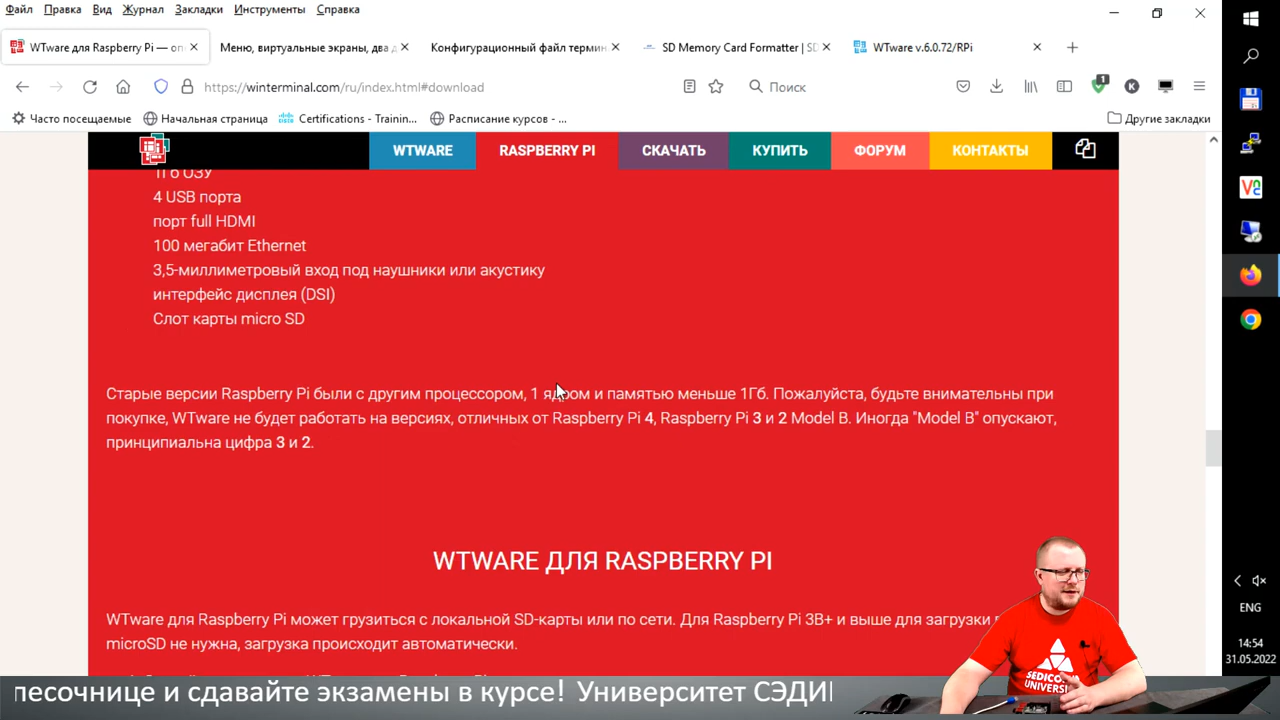 Файл Правка Вид Журнал Закладки Инструменты Справка
WTware для Raspberry Pi — оп Меню, виртуальные экраны, два д Конфигурационный файл термин SD Memory Card Formatter | SD WTware v.6.0.72/RPi
https://winterminal.com/ru/index.html#download Поиск 1 K
Часто посещаемые Начальная страница Certifications - Trainin... Расписание курсов - ... Другие закладки
WTWARE RASPBERRY PI СКАЧАТЬ КУПИТЬ ФОРУМ КОНТАКТЫ
1Гб ОЗУ
4 USB порта
порт full HDMI
100 мегабит Ethernet
3,5-миллиметровый вход под наушники или акустику
интерфейс дисплея (DSI)
Слот карты micro SD
Старые версии Raspberry Pi были с другим процессором, 1 ядром и памятью меньше 1Гб. Пожалуйста, будьте внимательны при
покупке, WTware не будет работать на версиях, отличных от Raspberry Pi 4, Raspberry Pi 3 и 2 Model B. Иногда "Model B" опускают,
принципиальна цифра 3 и 2.
WTWARE ДЛЯ RASPBERRY PI
WTware для Raspberry Pi может грузиться с локальной SD-карты или по сети. Для Raspberry Pi 3B+ и выше для загрузки
microSD не нужна, загрузка происходит автоматически.
ENG
14:54
31.05.2022
SEDICOMM
UNIVERSITY
песочнице и сдавайте экзамены в курсе! Университет СЭДИ